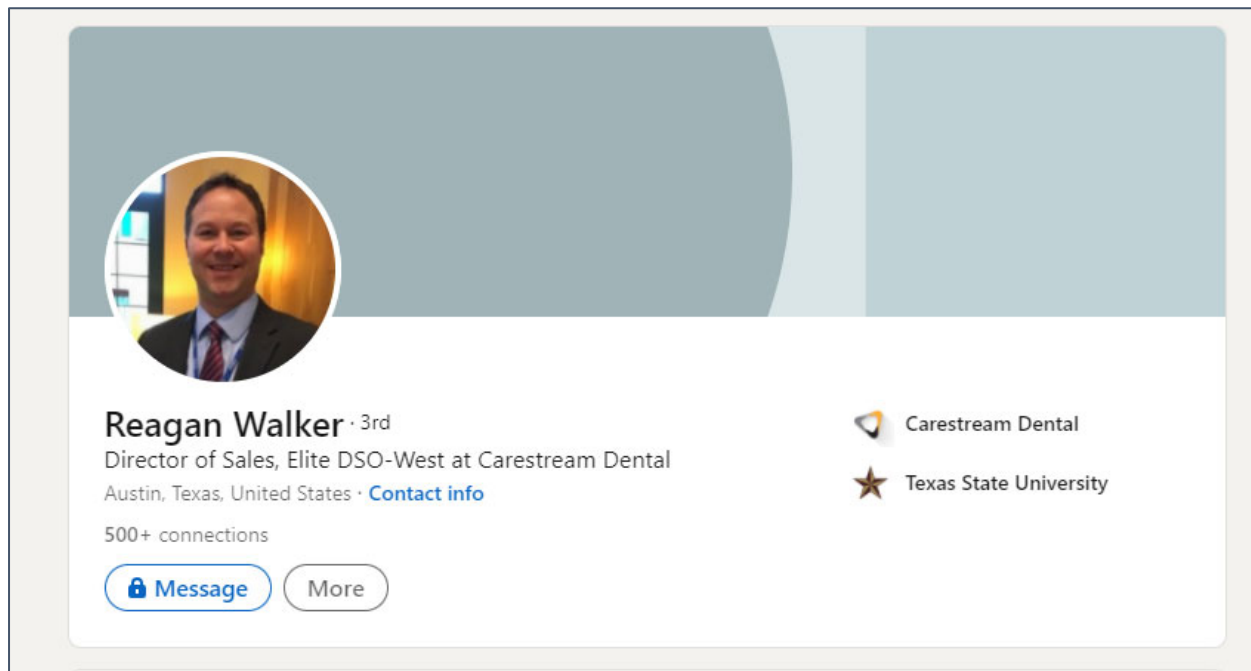 Reagan Walker · 3rd
Director of Sales, Elite DSO-West at Carestream Dental
Austin, Texas, United States · Contact info
500+ connections
Message
More
Carestream Dental
Texas State University